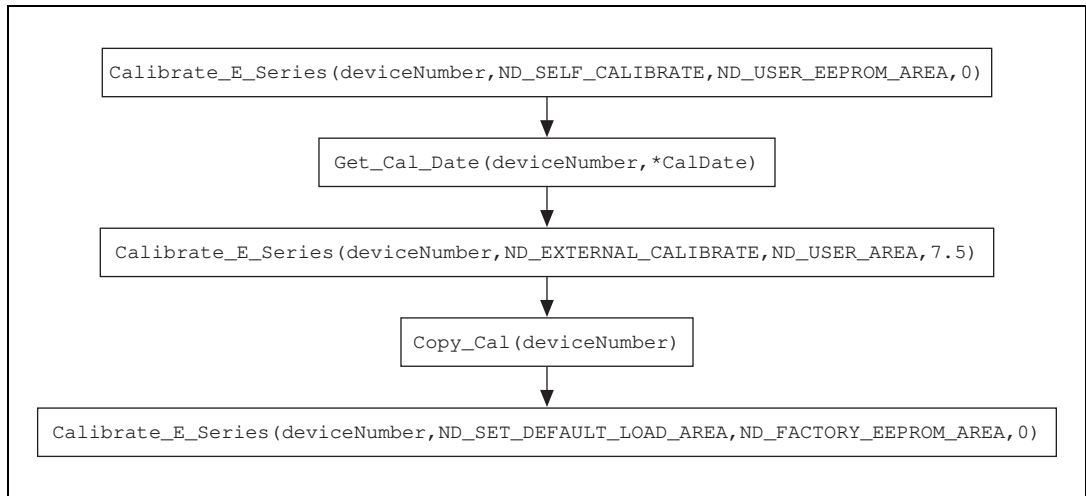 Calibrate_E_Series(deviceNumber,ND_SELF_CALIBRATE,ND_USER_EEPROM_AREA,0)
Get_Cal_Date(deviceNumber,*CalDate)
Calibrate_E_Series(deviceNumber,ND_EXTERNAL_CALIBRATE,ND_USER_AREA,7.5)
Copy_Cal(deviceNumber)
Calibrate_E_Series(deviceNumber,ND_SET_DEFAULT_LOAD_AREA,ND_FACTORY_EEPROM_AREA,0)